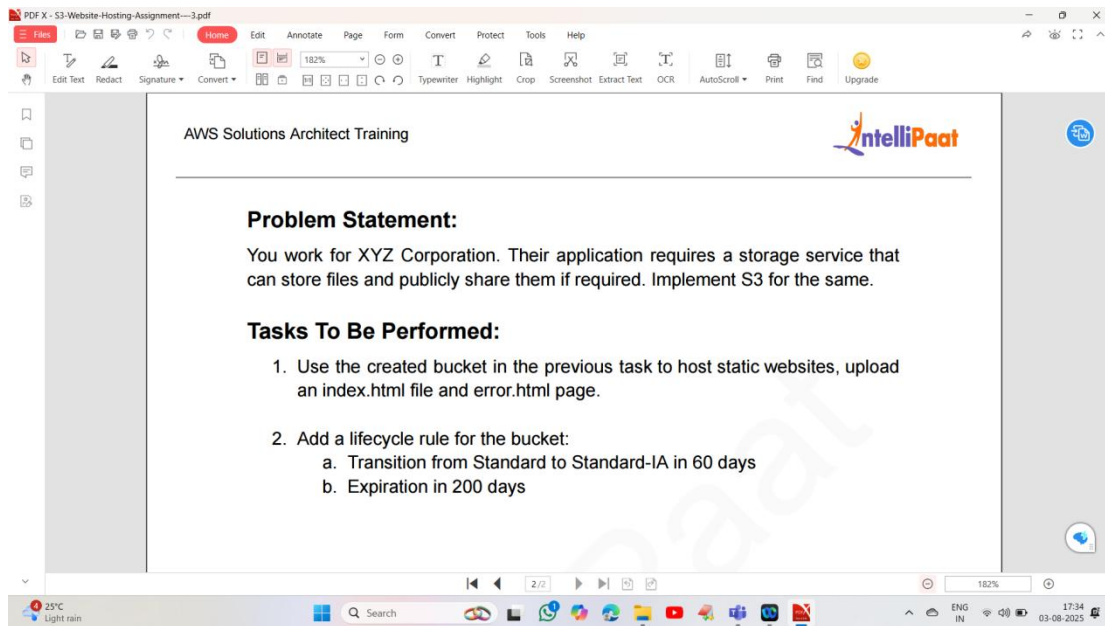 PDF X - S3-Website-Hosting-Assignment----3.pdf
Files Home Edit Annotate Page Form Convert Protect Tools Help
182%
Edit Text Redact Signature Convert Typewriter Highlight Crop Screenshot Extract Text OCR AutoScroll Print Find Upgrade
AWS Solutions Architect Training
IntelliPaat
Problem Statement:
You work for XYZ Corporation. Their application requires a storage service that
can store files and publicly share them if required. Implement S3 for the same.
Tasks To Be Performed:
1. Use the created bucket in the previous task to host static websites, upload
an index.html file and error.html page.
2. Add a lifecycle rule for the bucket:
a. Transition from Standard to Standard-IA in 60 days
b. Expiration in 200 days
2/2
182%
25°C
Light rain
Search
ENG
IN
17:34
03-08-2025